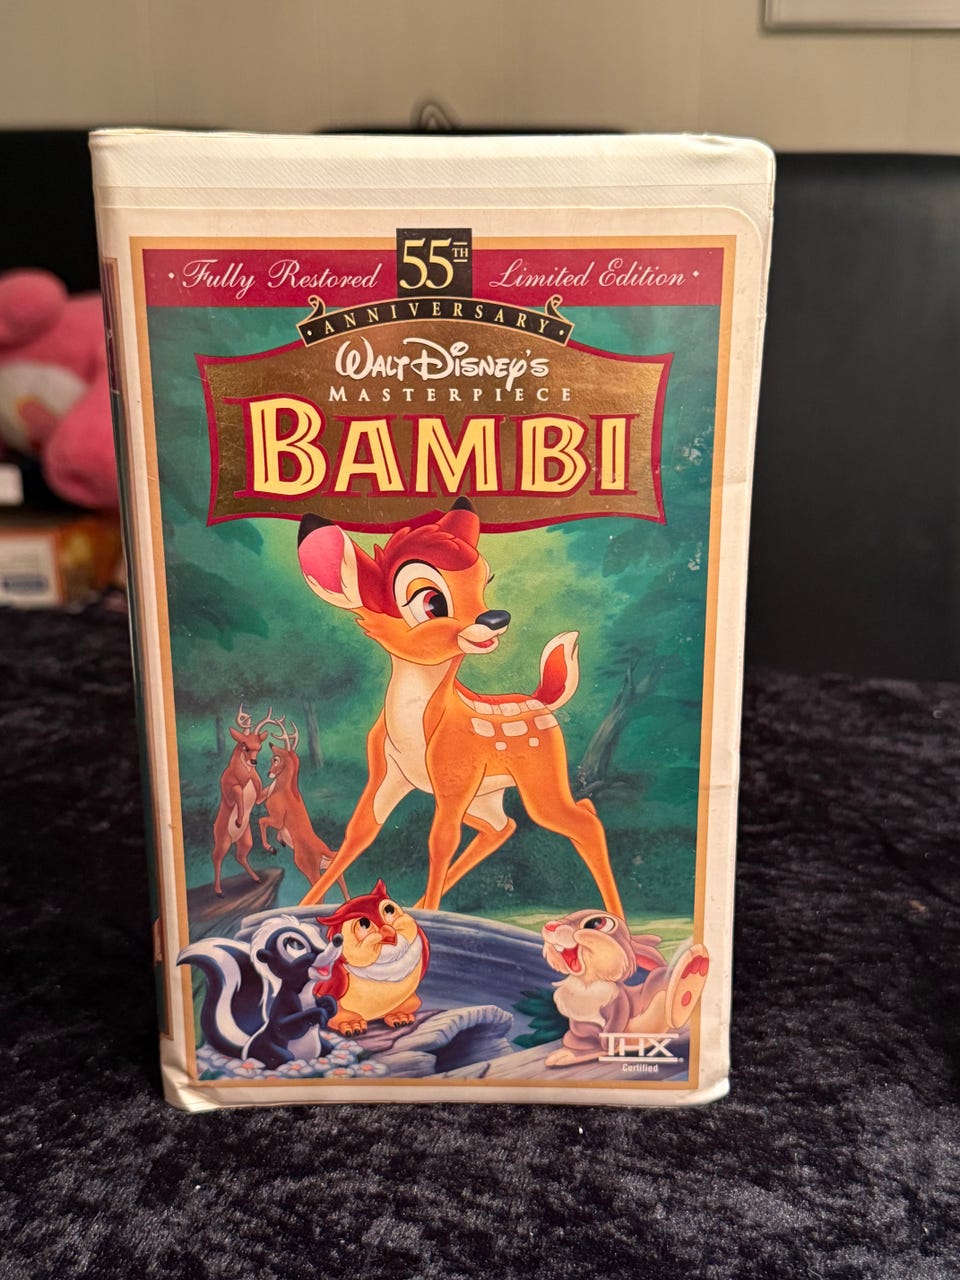 · Fully Restored 55TH Limited Edition ·
· ANNIVERSARY ·
WALT DISNEY'S
MASTERPIECE
BAMBI
THX
Certified